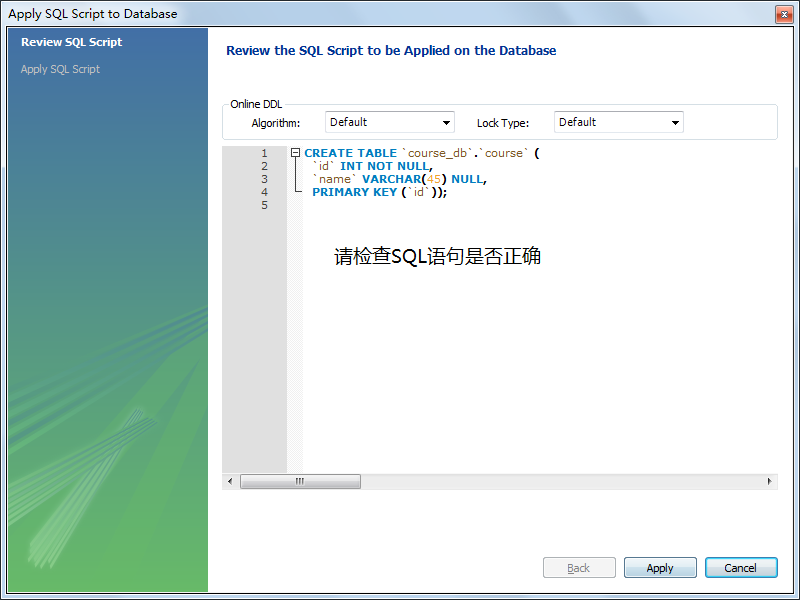 Apply SQL Script to Database
Review SQL Script
Apply SQL Script
Review the SQL Script to be Applied on the Database
Online DDL
Algorithm: Default Lock Type: Default
1 CREATE TABLE `course_db`.`course` (
2 `id` INT NOT NULL,
3 `name` VARCHAR(45) NULL,
4 PRIMARY KEY (`id`));
5
请检查SQL语句是否正确
Back Apply Cancel